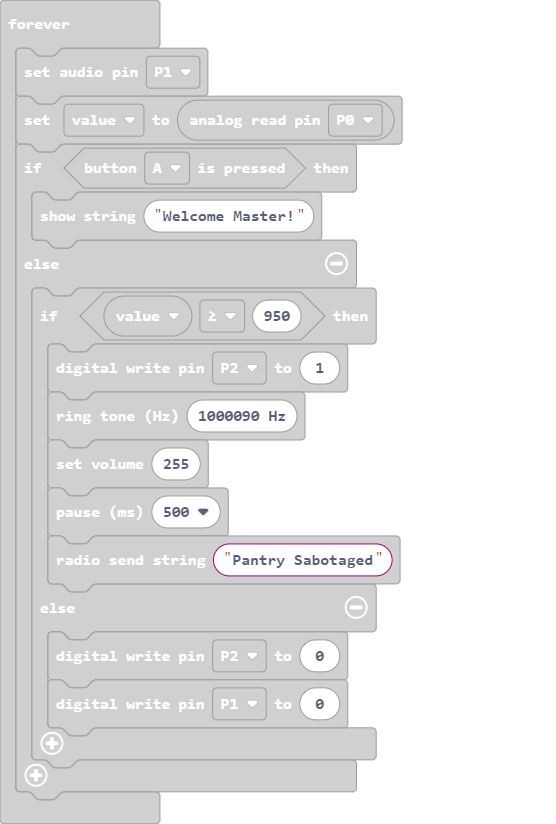 forever
set audio pin P1
set value to analog read pin P0
if button A is pressed then
show string "Welcome Master!"
else
if value ≥ 950 then
digital write pin P2 to 1
ring tone (Hz) 1000090 Hz
set volume 255
pause (ms) 500
radio send string "Pantry Sabotaged"
else
digital write pin P2 to 0
digital write pin P1 to 0